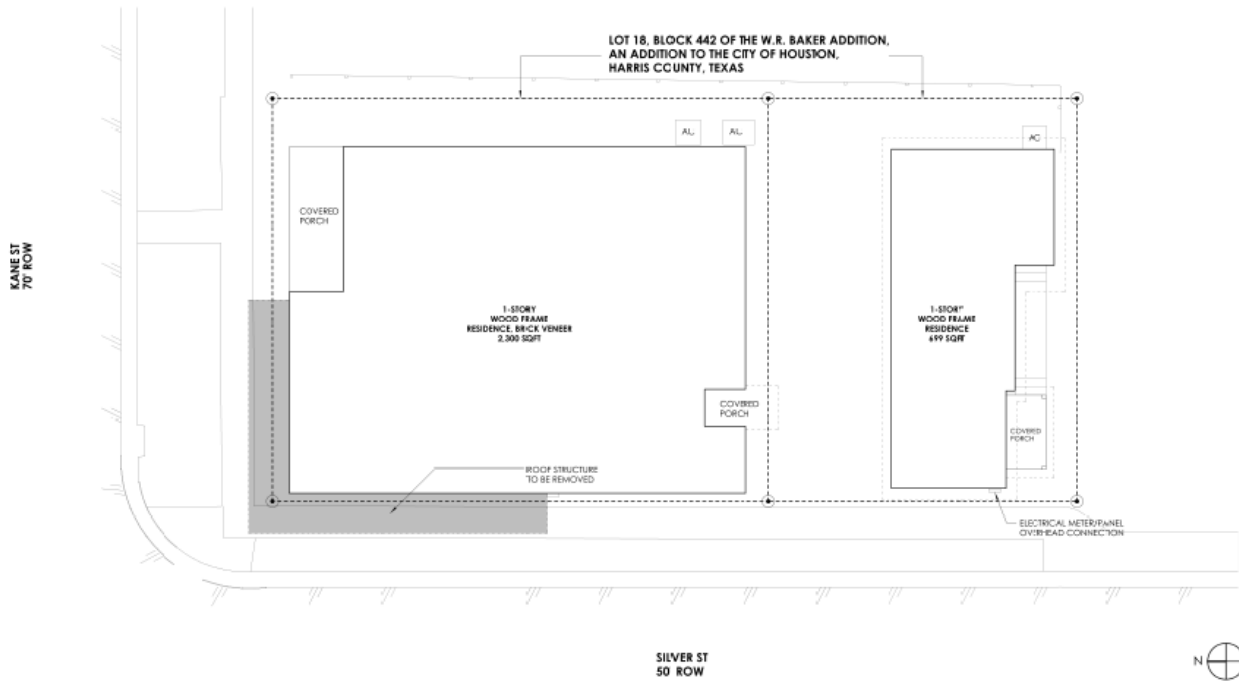 LOT 18, BLOCK 442 OF THE W.R. BAKER ADDITION,
AN ADDITION TO THE CITY OF HOUSTON,
HARRIS COUNTY, TEXAS
AC
AC
AC
COVERED
PORCH
KANE ST
70' ROW
1-STORY
WOOD FRAME
RESIDENCE, BRICK VENEER
2,300 SQFT
1-STORY
WOOD FRAME
RESIDENCE
699 SQFT
COVERED
PORCH
COVERED
PORCH
ROOF STRUCTURE
TO BE REMOVED
ELECTRICAL METER/PANEL
OVERHEAD CONNECTION
SILVER ST
50' ROW
N